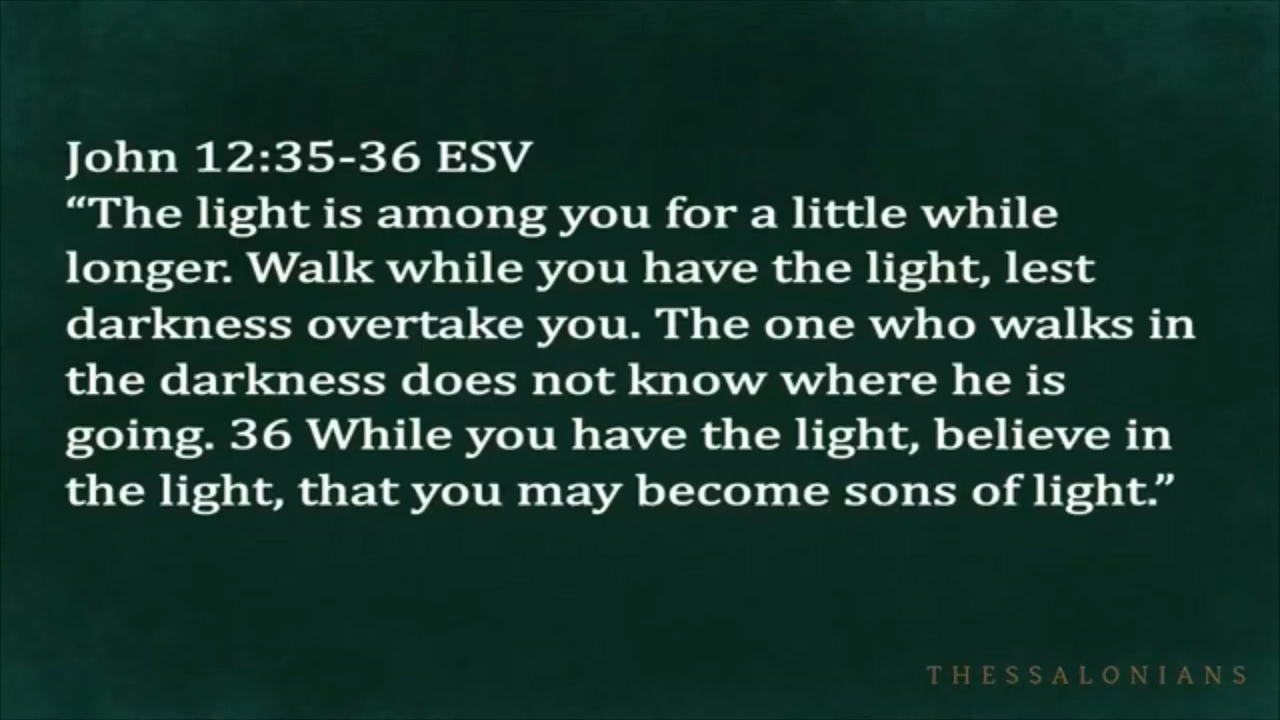 John 12:35-36 ESV
“The light is among you for a little while
longer. Walk while you have the light, lest
darkness overtake you. The one who walks in
the darkness does not know where he is
going. 36 While you have the light, believe in
the light, that you may become sons of light.”
THESSALONIANS